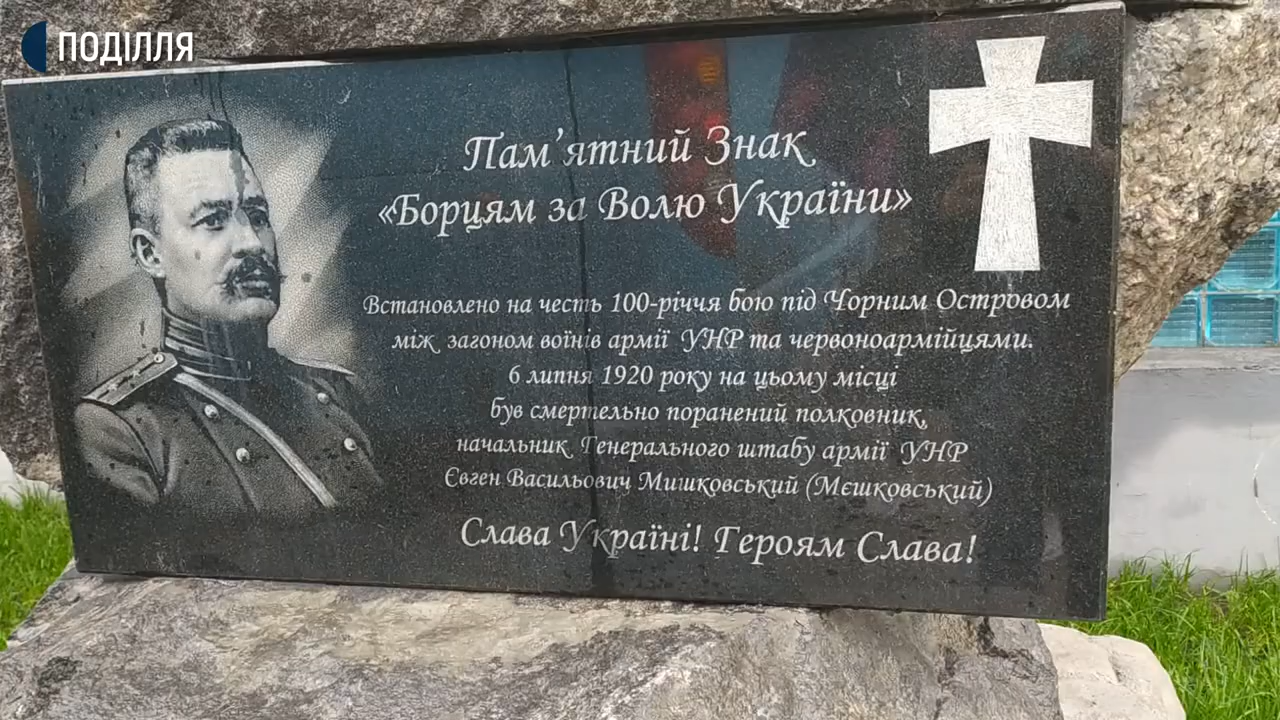 ПОДІЛЛЯ
Пам'ятний Знак
«Борцям за Волю України»
Встановлено на честь 100-річчя бою під Чорним Островом
між загоном воїнів армії УНР та червоноармійцями.
6 липня 1920 року на цьому місці
був смертельно поранений полковник,
начальник Генерального штабу армії УНР
Євген Васильович Мишковський (Мєшковський)
Слава Україні! Героям Слава!